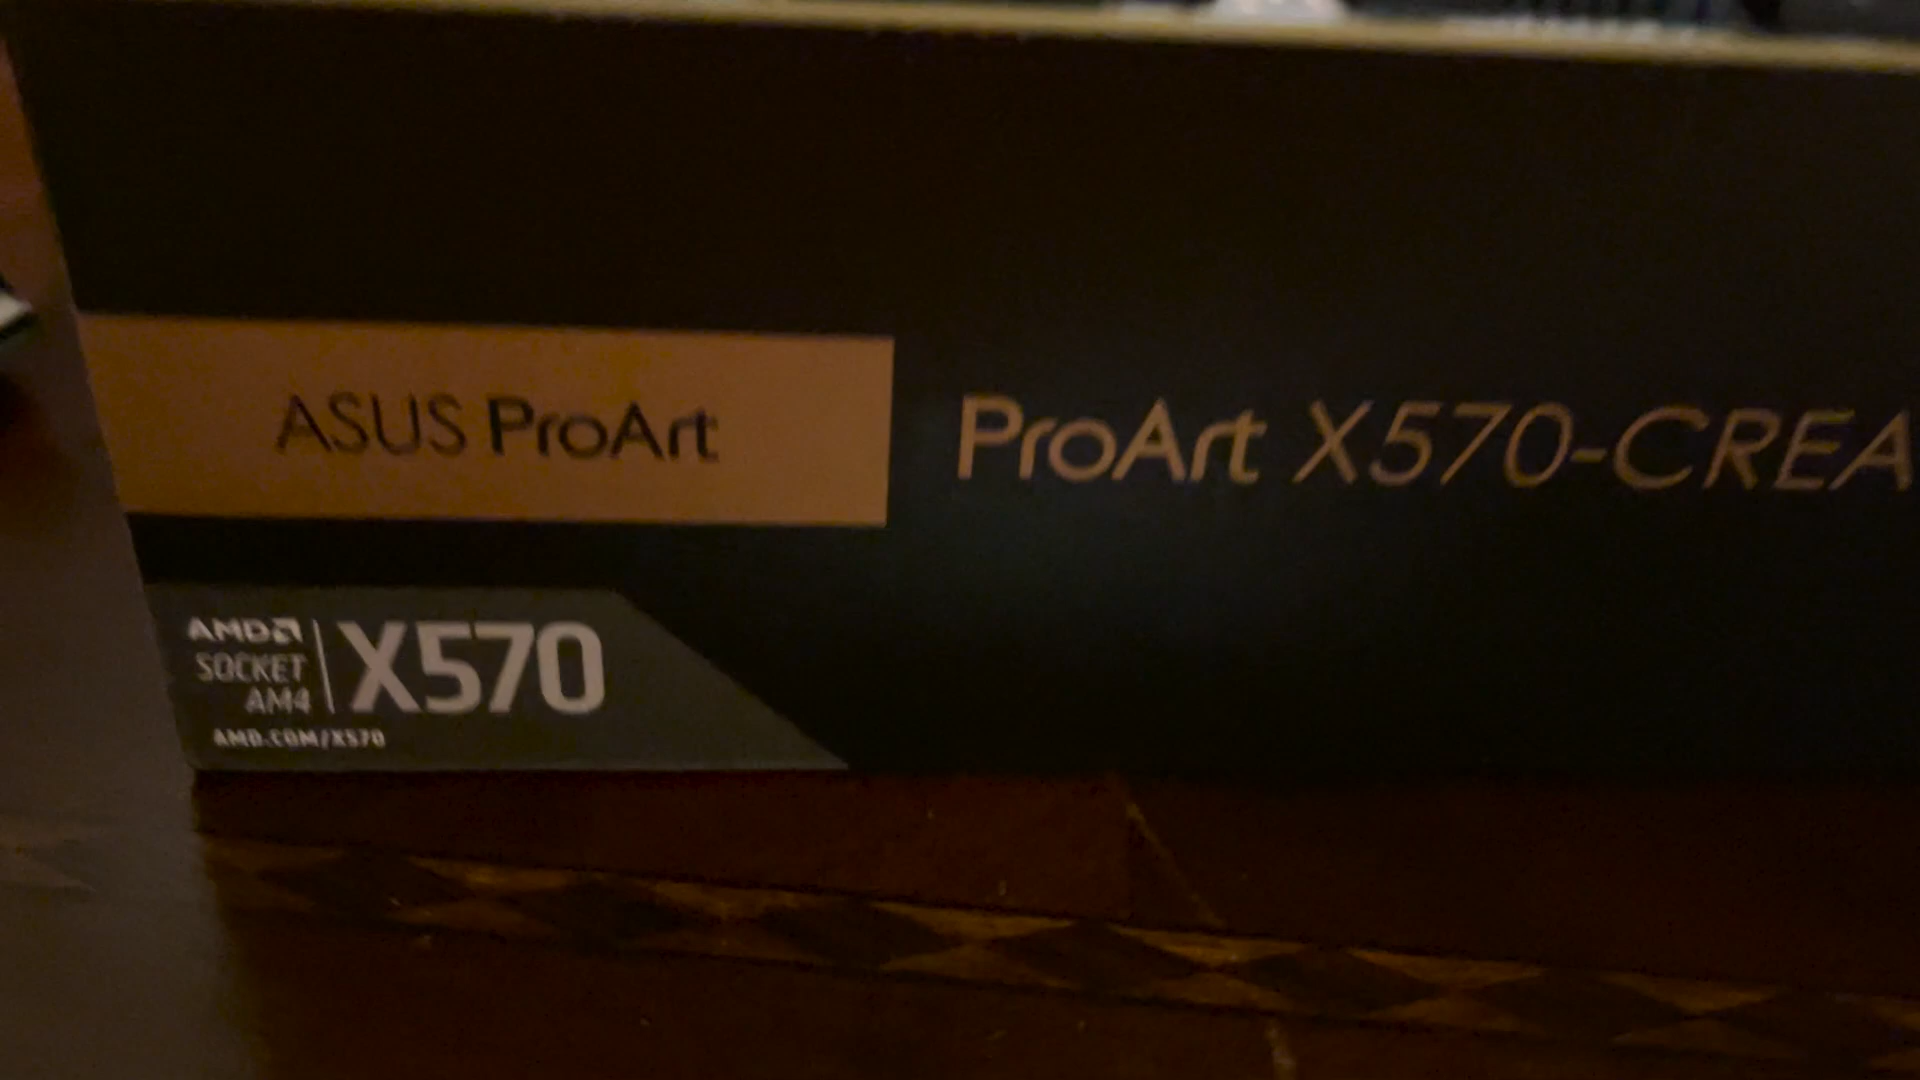 ASUS ProArt
ProArt X570-CREA
AMD
SOCKET
AM4
X570
AMD.COM/X570